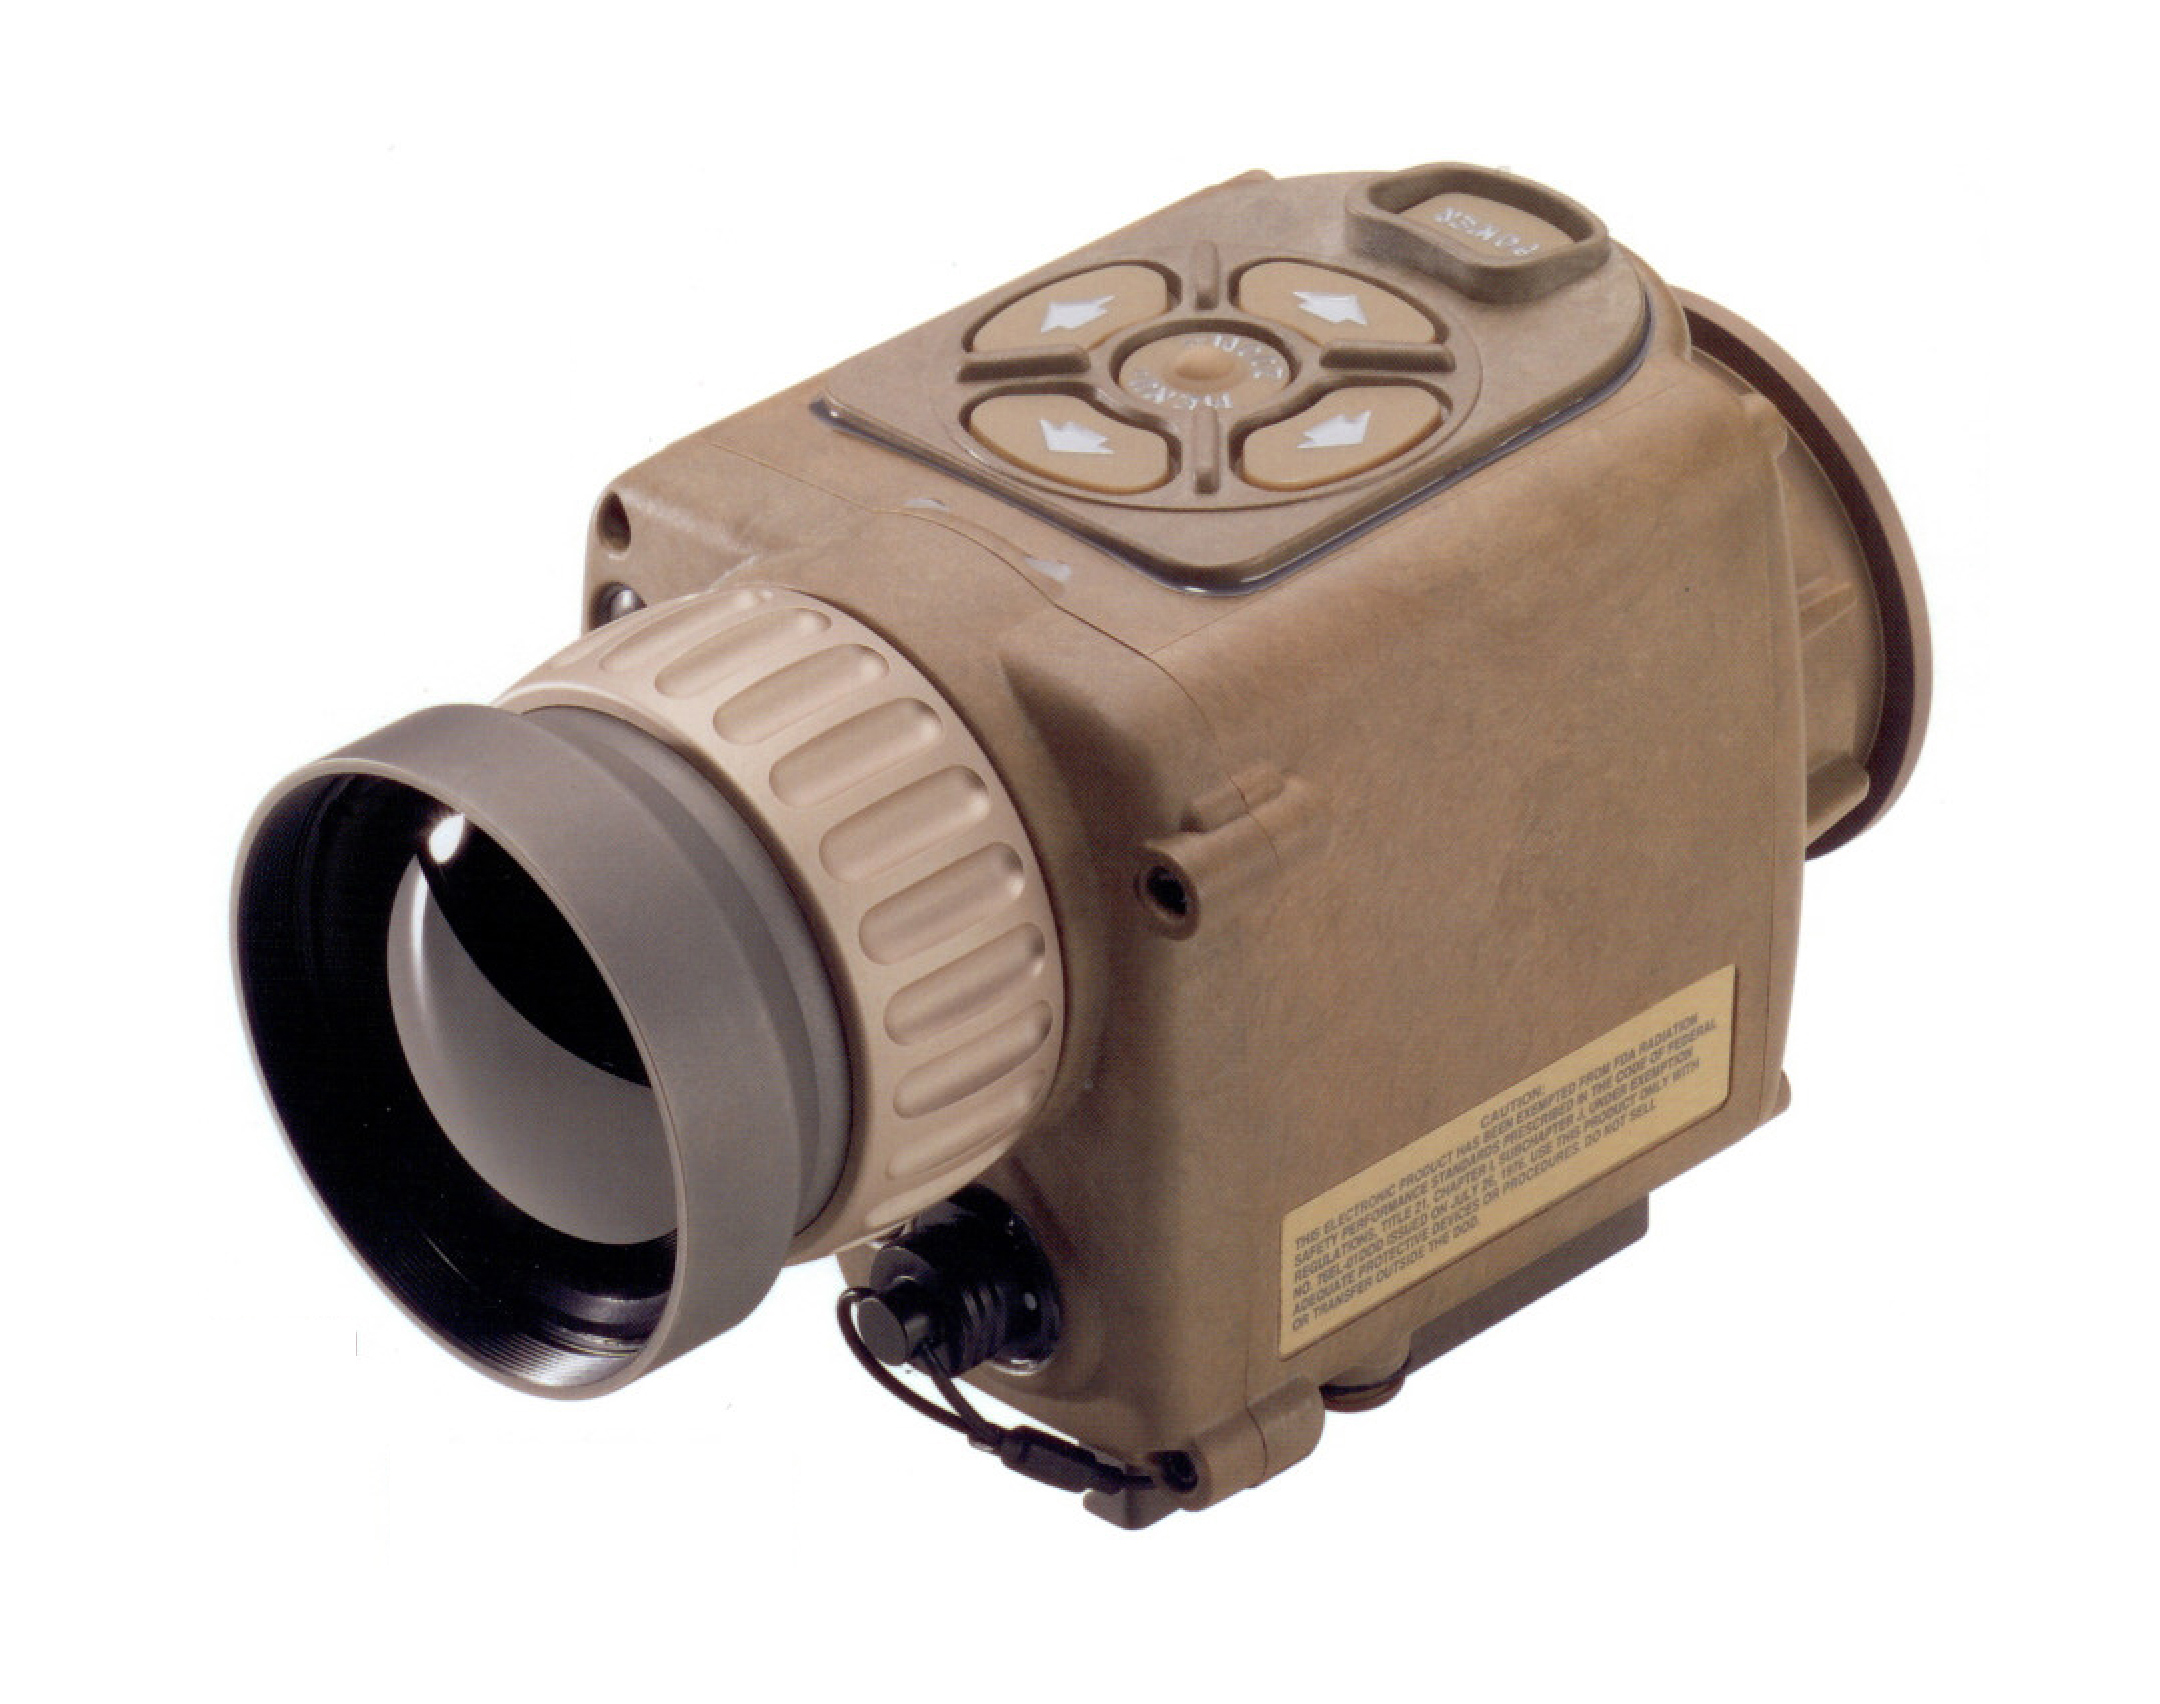 POWER
CAUTION:
THIS ELECTRONIC PRODUCT HAS BEEN EXEMPTED FROM FDA RADIATION
SAFETY PERFORMANCE STANDARDS PRESCRIBED IN THE CODE OF FEDERAL
REGULATIONS, TITLE 21, CHAPTER I, SUBCHAPTER J, UNDER EXEMPTION
NO. 76EL-01DOD ISSUED ON JULY 26, 1976. USE THIS PRODUCT ONLY WITH
ADEQUATE PROTECTIVE DEVICES OR PROCEDURES. DO NOT SELL
OR TRANSFER OUTSIDE THE DOD.